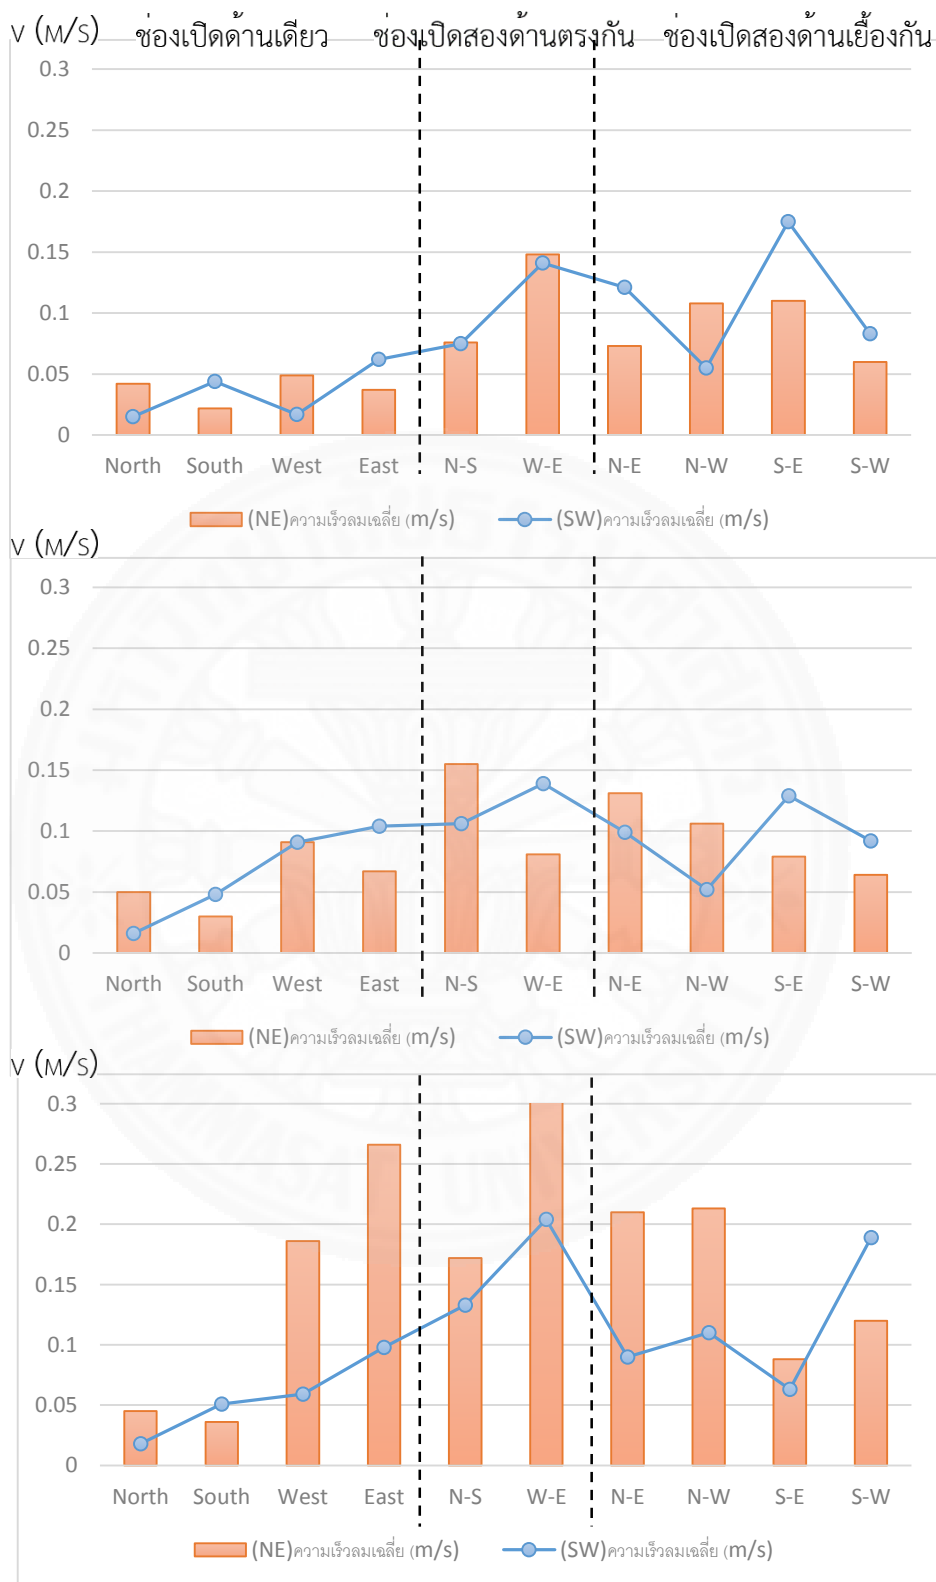 V (M/S) ช่องเปิดด้านเดียว ช่องเปิดสองด้านตรงกัน ช่องเปิดสองด้านเยื้องกัน
0.3
0.25
0.2
0.15
0.1
0.05
0
North South West East N-S W-E N-E N-W S-E S-W
(NE)ความเร็วลมเฉลี่ย (m/s) (SW)ความเร็วลมเฉลี่ย (m/s)
V (M/S)
0.3
0.25
0.2
0.15
0.1
0.05
0
North South West East N-S W-E N-E N-W S-E S-W
(NE)ความเร็วลมเฉลี่ย (m/s) (SW)ความเร็วลมเฉลี่ย (m/s)
V (M/S)
0.3
0.25
0.2
0.15
0.1
0.05
0
North South West East N-S W-E N-E N-W S-E S-W
(NE)ความเร็วลมเฉลี่ย (m/s) (SW)ความเร็วลมเฉลี่ย (m/s)